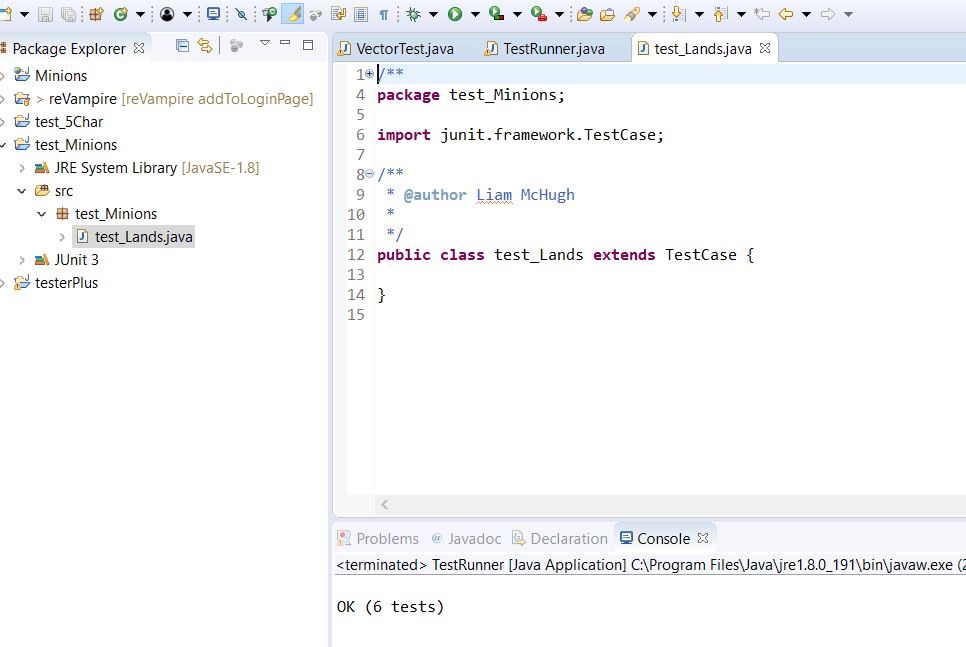 Package Explorer
Minions
> reVampire [reVampire addToLoginPage]
test_5Char
test_Minions
JRE System Library [JavaSE-1.8]
src
test_Minions
test_Lands.java
JUnit 3
testerPlus
VectorTest.java TestRunner.java test_Lands.java
1 /**
4 package test_Minions;
5
6 import junit.framework.TestCase;
7
8 /**
9 * @author Liam McHugh
10 *
11 */
12 public class test_Lands extends TestCase {
13
14 }
15
Problems @ Javadoc Declaration Console
<terminated> TestRunner [Java Application] C:\Program Files\Java\jre1.8.0_191\bin\javaw.exe (2
OK (6 tests)